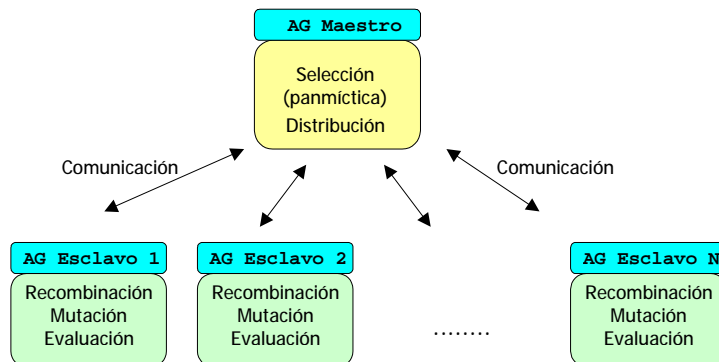 AG Maestro
Selección
(panmíctica)
Distribución
Comunicación
Comunicación
AG Esclavo 1
AG Esclavo 2
AG Esclavo N
Recombinación
Mutación
Evaluación
Recombinación
Mutación
Evaluación
........
Recombinación
Mutación
Evaluación